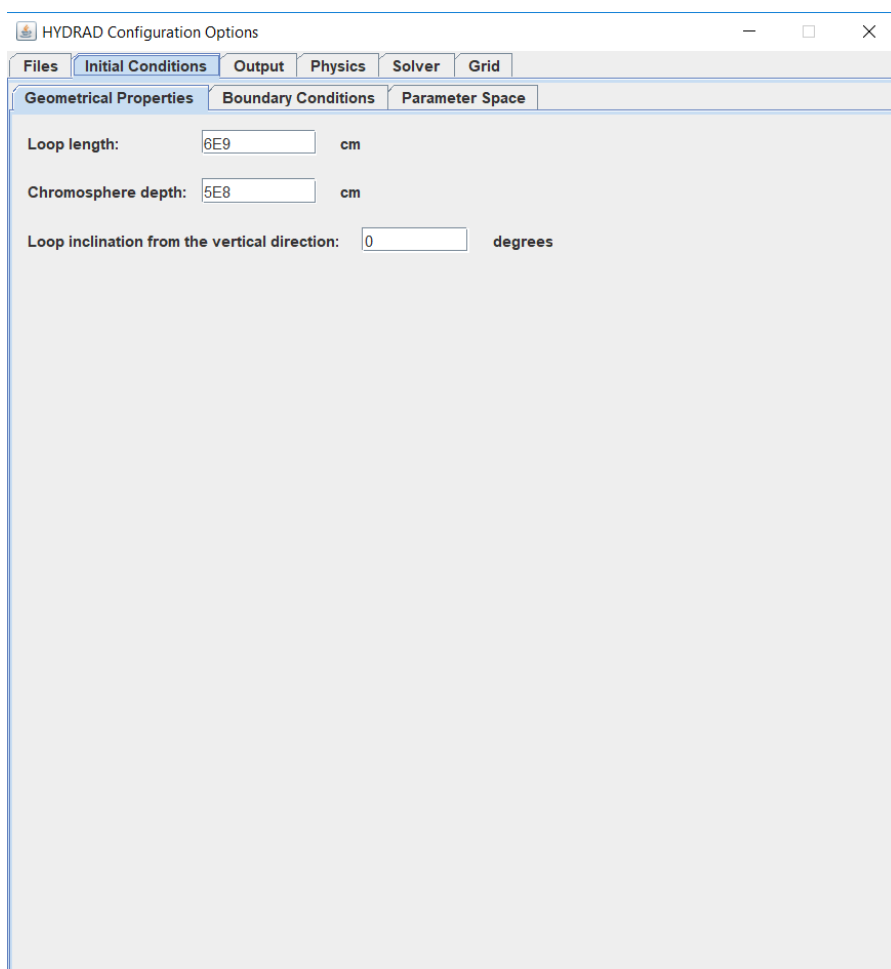 HYDRAD Configuration Options
Files Initial Conditions Output Physics Solver Grid
Geometrical Properties Boundary Conditions Parameter Space
Loop length: 6E9 cm
Chromosphere depth: 5E8 cm
Loop inclination from the vertical direction: 0 degrees